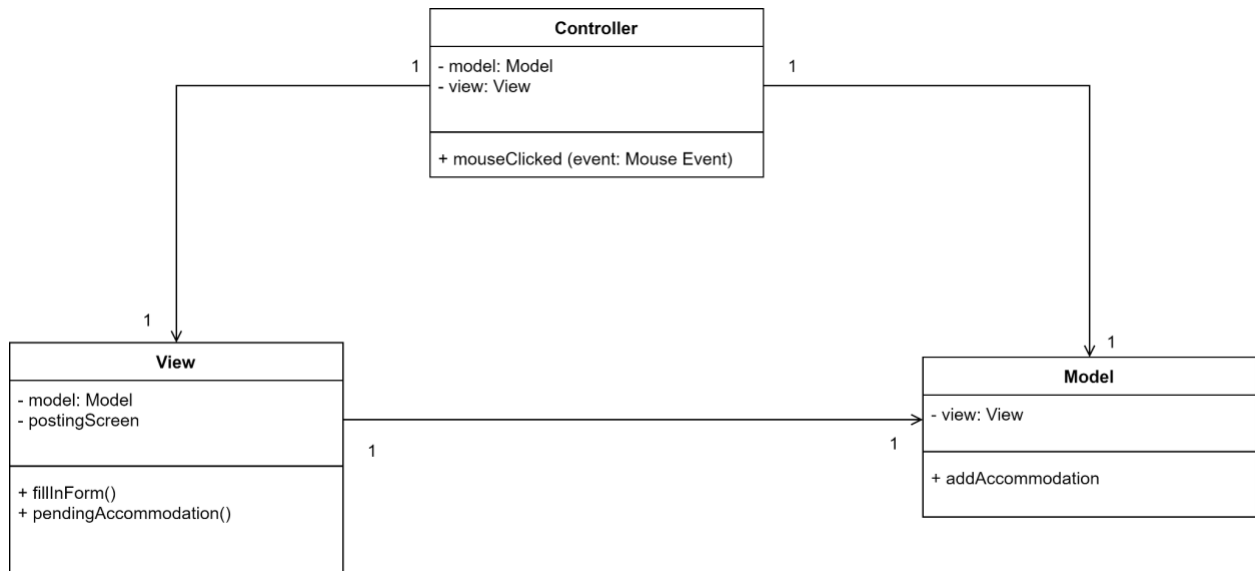 Controller
- model: Model
- view: View
+ mouseClicked (event: Mouse Event)
1
1
1
1
View
- model: Model
- postingScreen
+ fillInForm()
+ pendingAccommodation()
1
1
Model
- view: View
+ addAccommodation